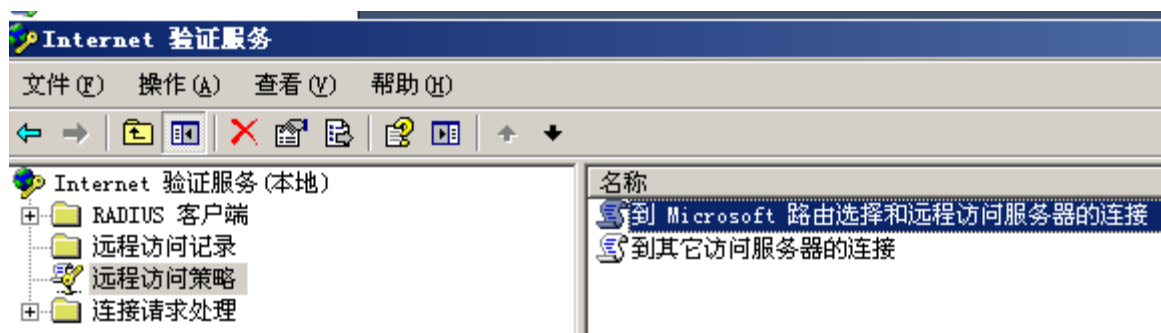 Internet 验证服务
文件(F) 操作(A) 查看(V) 帮助(H)
Internet 验证服务(本地)
RADIUS 客户端
远程访问记录
远程访问策略
连接请求处理
名称
到 Microsoft 路由选择和远程访问服务器的连接
到其它访问服务器的连接